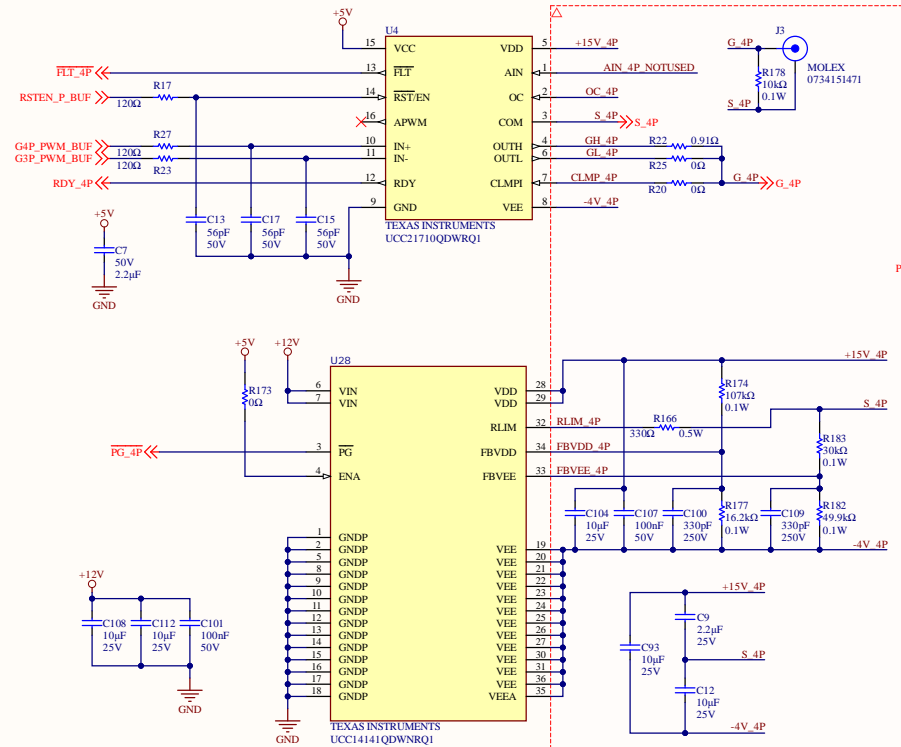 +5V
U4
15 VCC VDD 5 +15V_4P
FLT_4P 13 FLT AIN 1 AIN_4P_NOTUSED
RSTEN_P_BUF 120Ω R17 14 RST/EN OC 2 OC_4P
16 APWM COM 3 S_4P S_4P
G4P_PWM_BUF 120Ω R27 10 IN+ OUTH 4 GH_4P R22 0.91Ω
G3P_PWM_BUF 120Ω R23 11 IN- OUTL 6 GL_4P R25 0Ω
RDY_4P 12 RDY CLMPI 7 CLMP_4P R20 0Ω G_4P G_4P
9 GND VEE 8 -4V_4P
TEXAS INSTRUMENTS
UCC21710QDWRQ1
C13
56pF
50V
C17
56pF
50V
C15
56pF
50V
GND
+5V
C7
50V
2.2μF
GND
J3
G_4P
R178
10kΩ
0.1W
MOLEX
0734151471
S_4P
P
+5V
+12V
U28
R173
0Ω
6 VIN VDD 28 +15V_4P
7 VIN VDD 29
RLIM 32 RLIM_4P 330Ω R166 0.5W S_4P
PG_4P 3 PG FBVDD 34 FBVDD_4P
4 ENA FBVEE 33 FBVEE_4P
R174
107kΩ
0.1W
R183
30kΩ
0.1W
C104
10μF
25V
C107
100nF
50V
C100
330pF
250V
R177
16.2kΩ
0.1W
C109
330pF
250V
R182
49.9kΩ
0.1W
1 GNDP
2 GNDP VEE 19 -4V_4P
5 GNDP VEE 20
8 GNDP VEE 21
9 GNDP VEE 22
10 GNDP VEE 23
11 GNDP VEE 24
12 GNDP VEE 25
13 GNDP VEE 26
14 GNDP VEE 27
15 GNDP VEE 30
16 GNDP VEE 31
17 GNDP VEE 36
18 GNDP VEEA 35
GND
TEXAS INSTRUMENTS
UCC14141QDWNRQ1
+12V
C108
10μF
25V
C112
10μF
25V
C101
100nF
50V
GND
+15V_4P
C9
2.2μF
25V
C93
10μF
25V
S_4P
C12
10μF
25V
-4V_4P